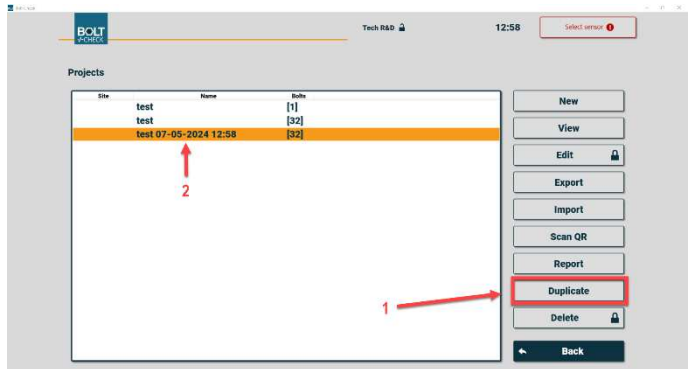 BOLT
V-CHECK
Tech R&D
12:58
Select sensor
Projects
Site Name Bolts
test [1]
test [32]
test 07-05-2024 12:58 [32]
2
1
New
View
Edit
Export
Import
Scan QR
Report
Duplicate
Delete
Back